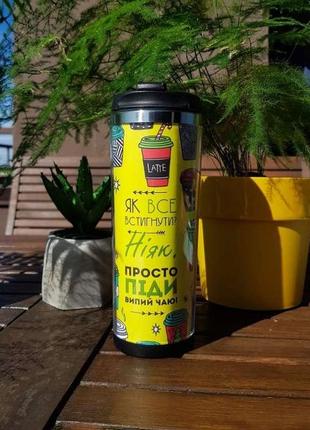 LATTE
ЯК ВСЕ
ВСТИГНУТИ?
Ніяк.
ПРОСТО
ПІДИ
ВИПИЙ ЧАЮ!